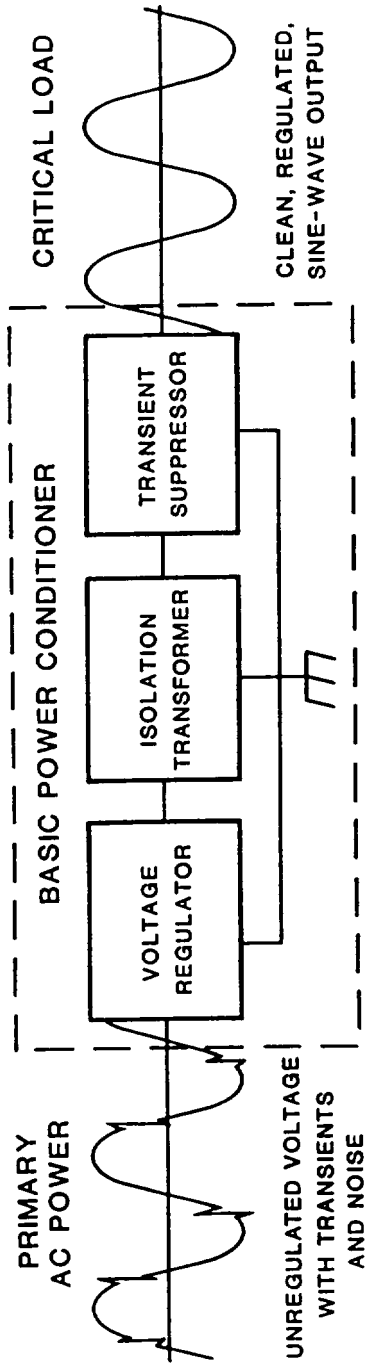 PRIMARY
AC POWER
UNREGULATED VOLTAGE
WITH TRANSIENTS
AND NOISE
BASIC POWER CONDITIONER
VOLTAGE
REGULATOR
ISOLATION
TRANSFORMER
TRANSIENT
SUPPRESSOR
CRITICAL LOAD
CLEAN, REGULATED,
SINE-WAVE OUTPUT